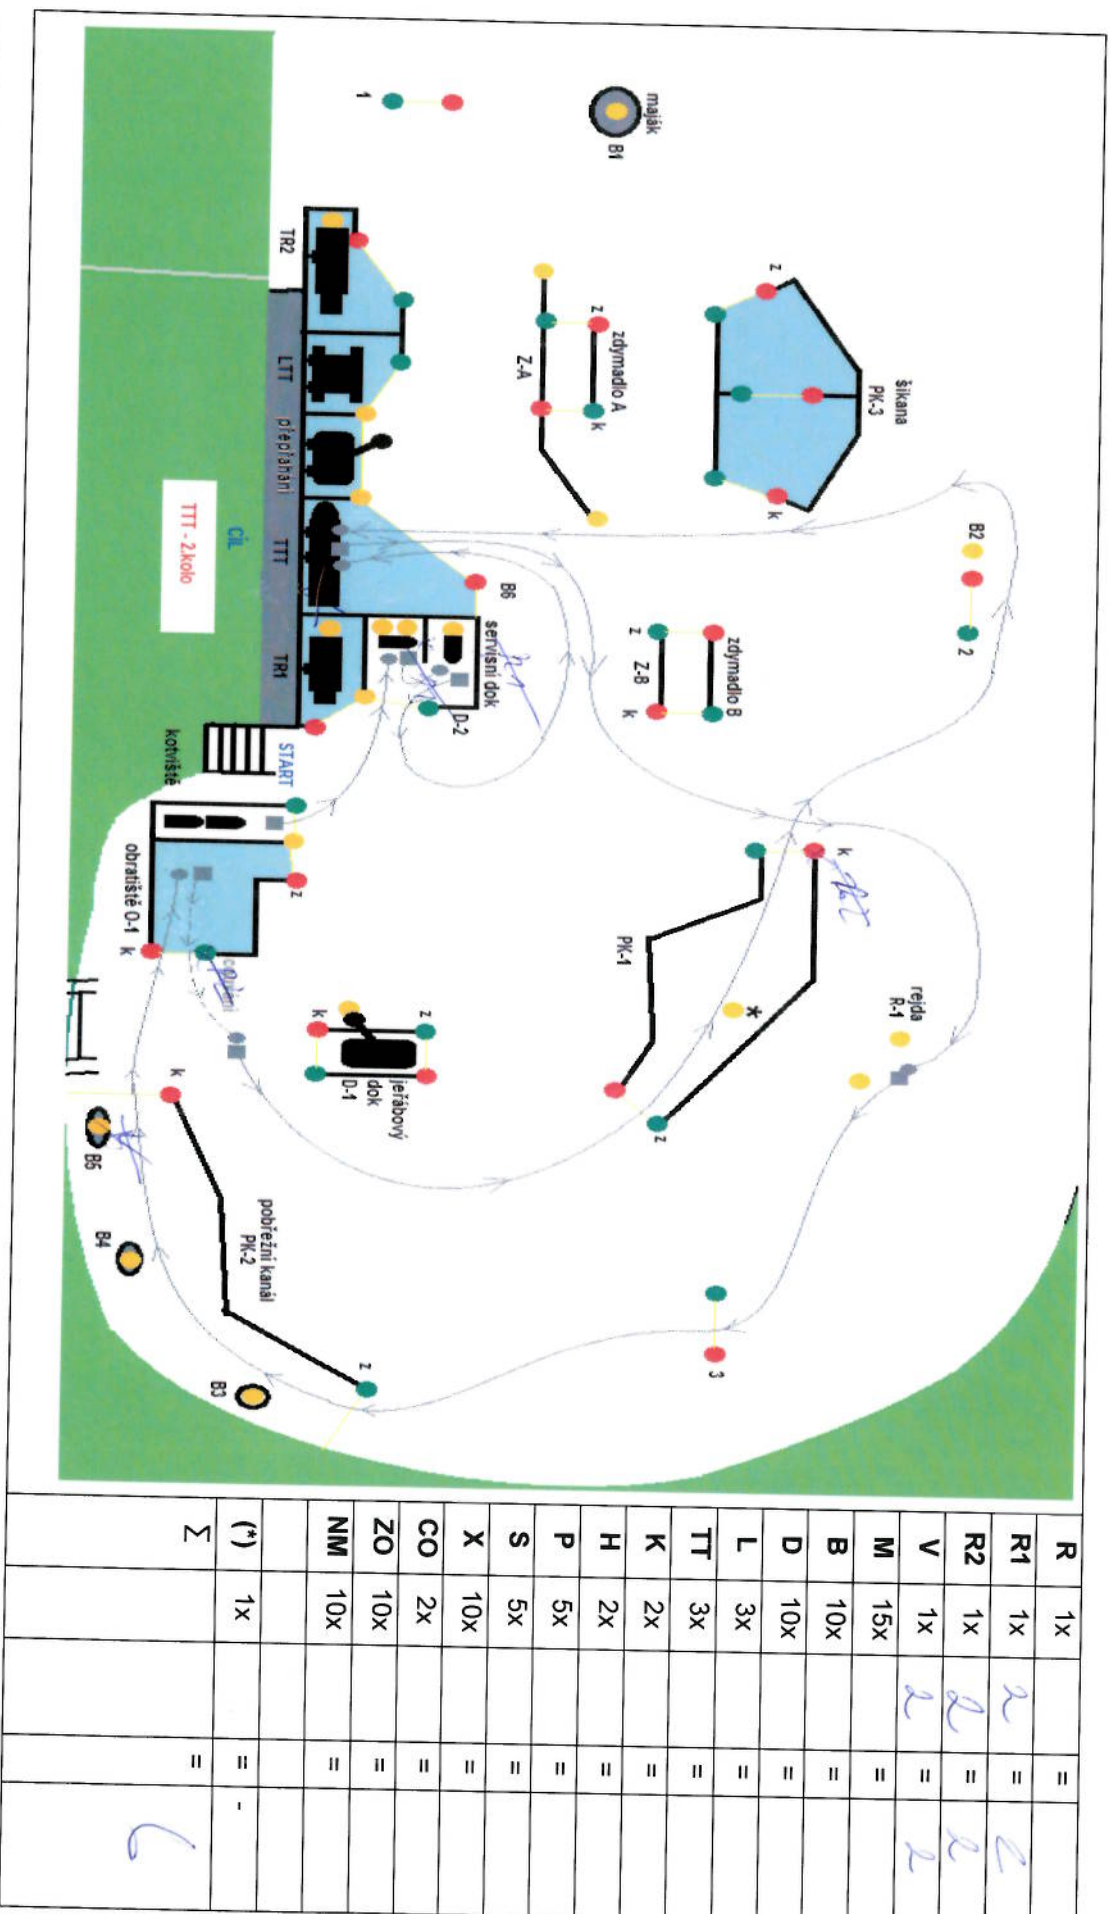 maják
B1
1
šikana
PK-3
z
k
zdymadlo A
z
k
Z-A
TR2
LTT
přepřahání
TTT
TR1
CÍL
TTT - 2.kolo
B6
servisní dok
D-2
START
kotviště
B2
2
zdymadlo B
z
Z-B
k
k
PK-1
*
z
rejda
R-1
z
obratiště O-1
k
couvání
z
k
jeřábový
dok
D-1
3
k
pobřežní kanál
PK-2
z
B5
B4
B3
R 1x =
R1 1x 2 = 2
R2 1x 2 = 2
V 1x 2 = 2
M 15x =
B 10x =
D 10x =
L 3x =
TT 3x =
K 2x =
H 2x =
P 5x =
S 5x =
X 10x =
CO 2x =
ZO 10x =
NM 10x =
(*) 1x = -
Σ = 6